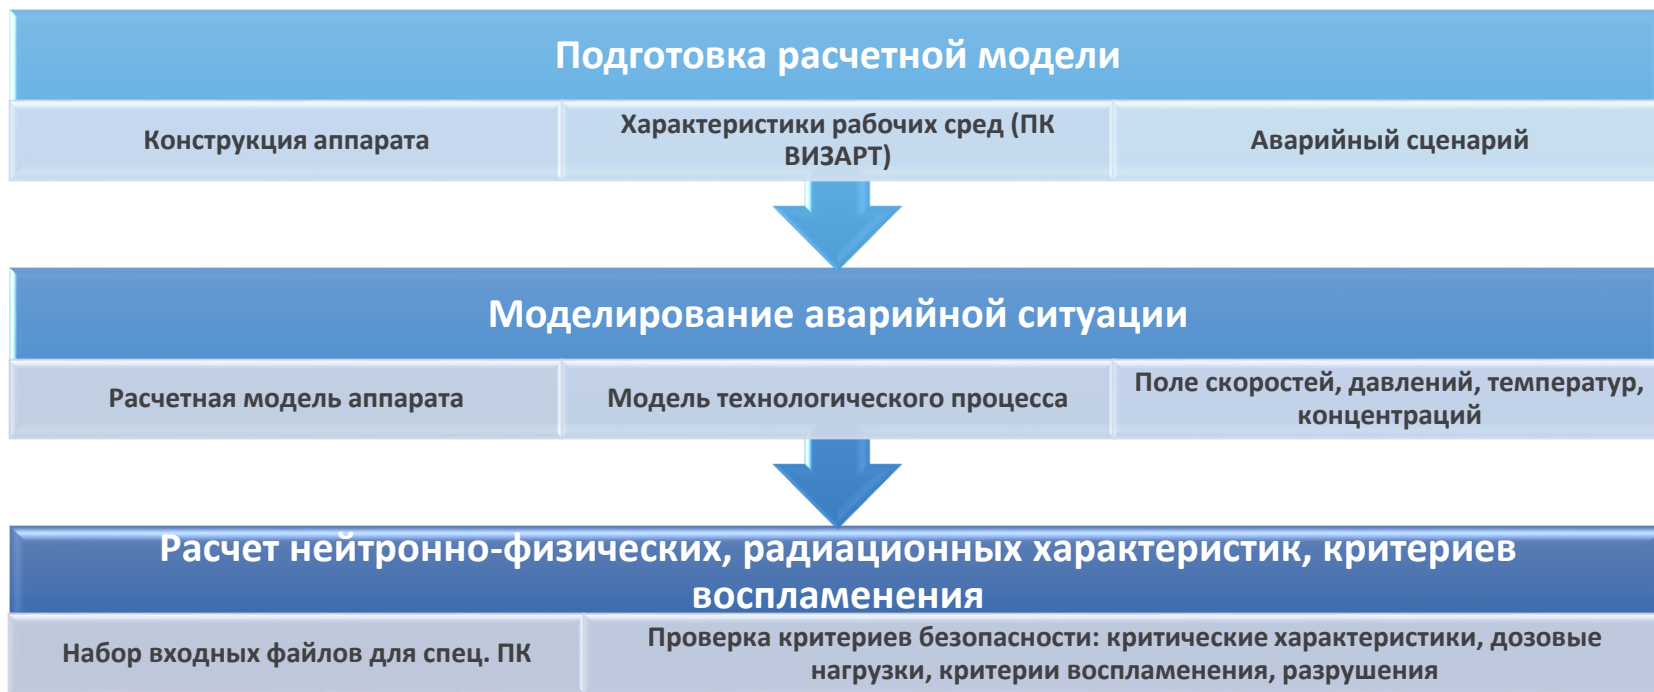 Подготовка расчетной модели
Конструкция аппарата
Характеристики рабочих сред (ПК
ВИЗАРТ)
Аварийный сценарий
Моделирование аварийной ситуации
Расчетная модель аппарата
Модель технологического процесса
Поле скоростей, давлений, температур,
концентраций
Расчет нейтронно-физических, радиационных характеристик, критериев
воспламенения
Набор входных файлов для спец. ПК
Проверка критериев безопасности: критические характеристики, дозовые
нагрузки, критерии воспламенения, разрушения